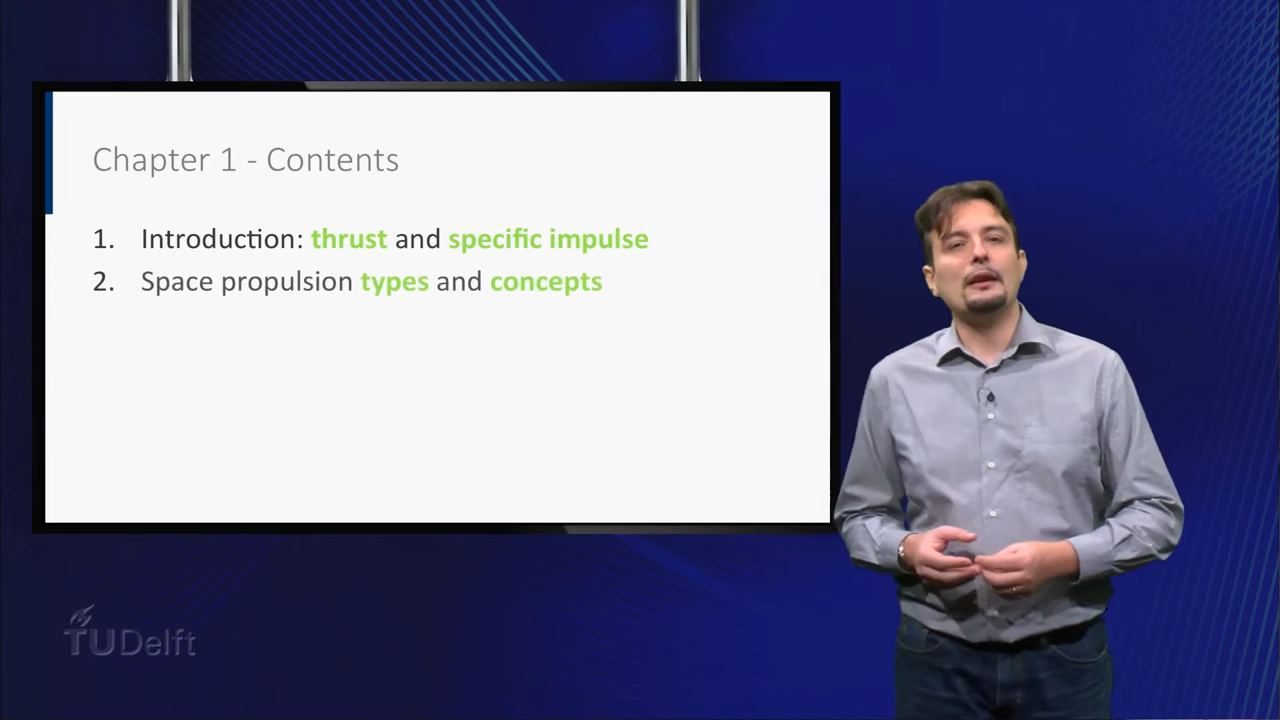 Chapter 1 - Contents
1. Introduction: thrust and specific impulse
2. Space propulsion types and concepts
TUDelft